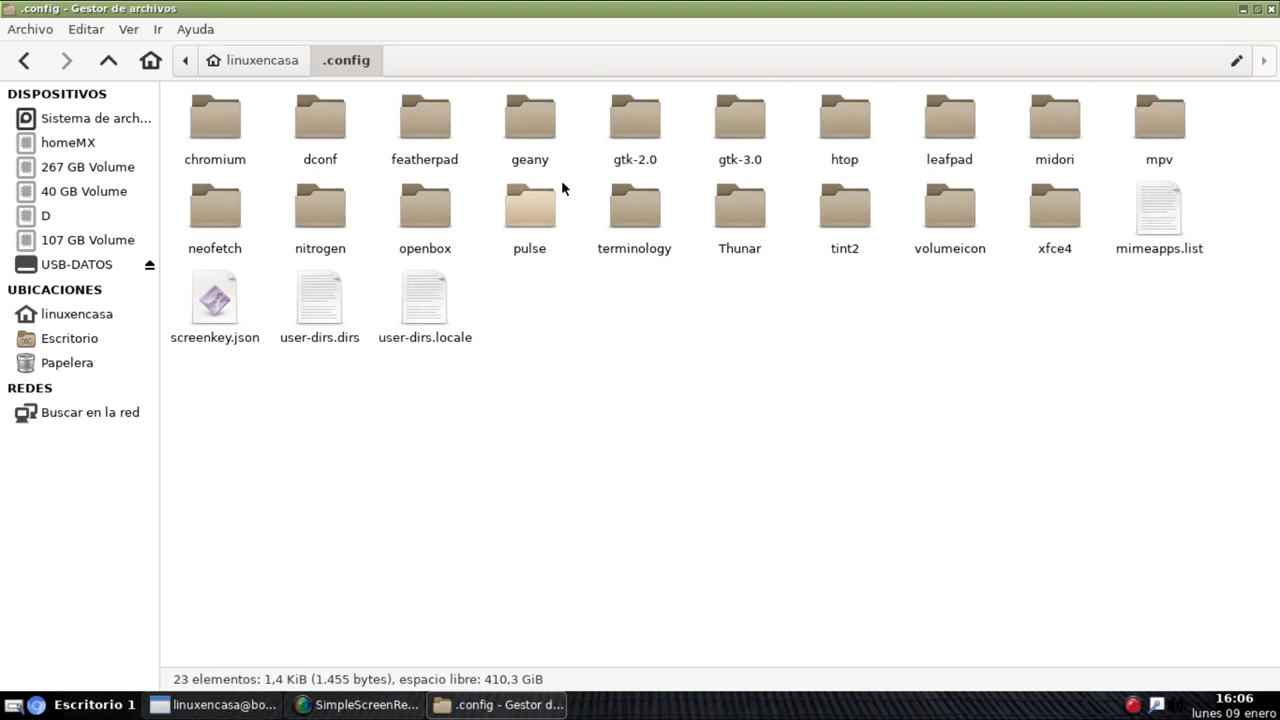 .config - Gestor de archivos
Archivo Editar Ver Ir Ayuda
linuxencasa .config
DISPOSITIVOS
Sistema de arch...
homeMX
267 GB Volume
40 GB Volume
D
107 GB Volume
USB-DATOS
UBICACIONES
linuxencasa
Escritorio
Papelera
REDES
Buscar en la red
chromium dconf featherpad geany gtk-2.0 gtk-3.0 htop leafpad midori mpv
neofetch nitrogen openbox pulse terminology Thunar tint2 volumeicon xfce4 mimeapps.list
screenkey.json user-dirs.dirs user-dirs.locale
23 elementos: 1,4 KiB (1.455 bytes), espacio libre: 410,3 GiB
Escritorio 1 linuxencasa@bo... SimpleScreenRe... .config - Gestor d...
16:06
lunes 09 enero